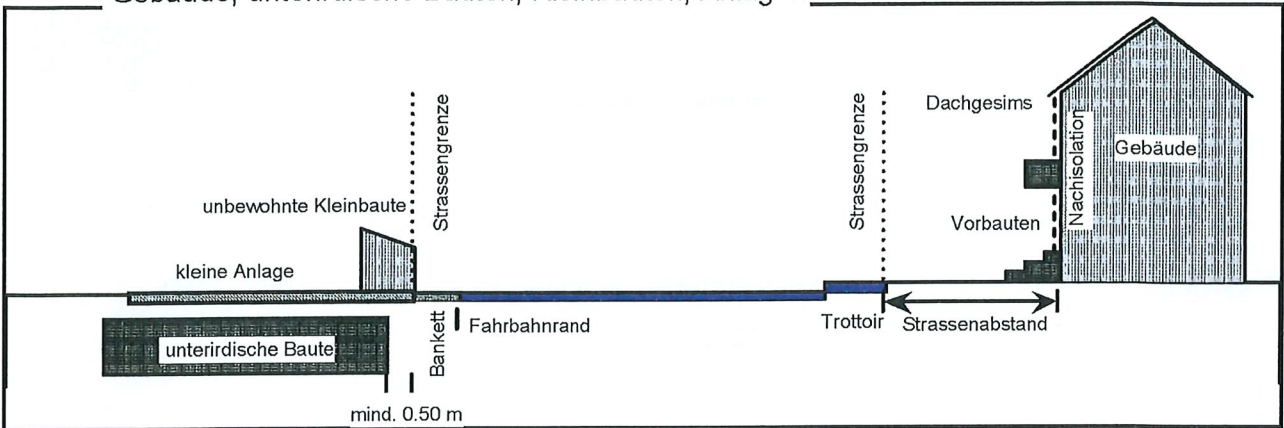 Dachgesims
Strassengrenze
Strassengrenze
Nachisolation
Gebäude
unbewohnte Kleinbaute
Vorbauten
kleine Anlage
Fahrbahnrand
Trottoir
Strassenabstand
Bankett
unterirdische Baute
mind. 0.50 m